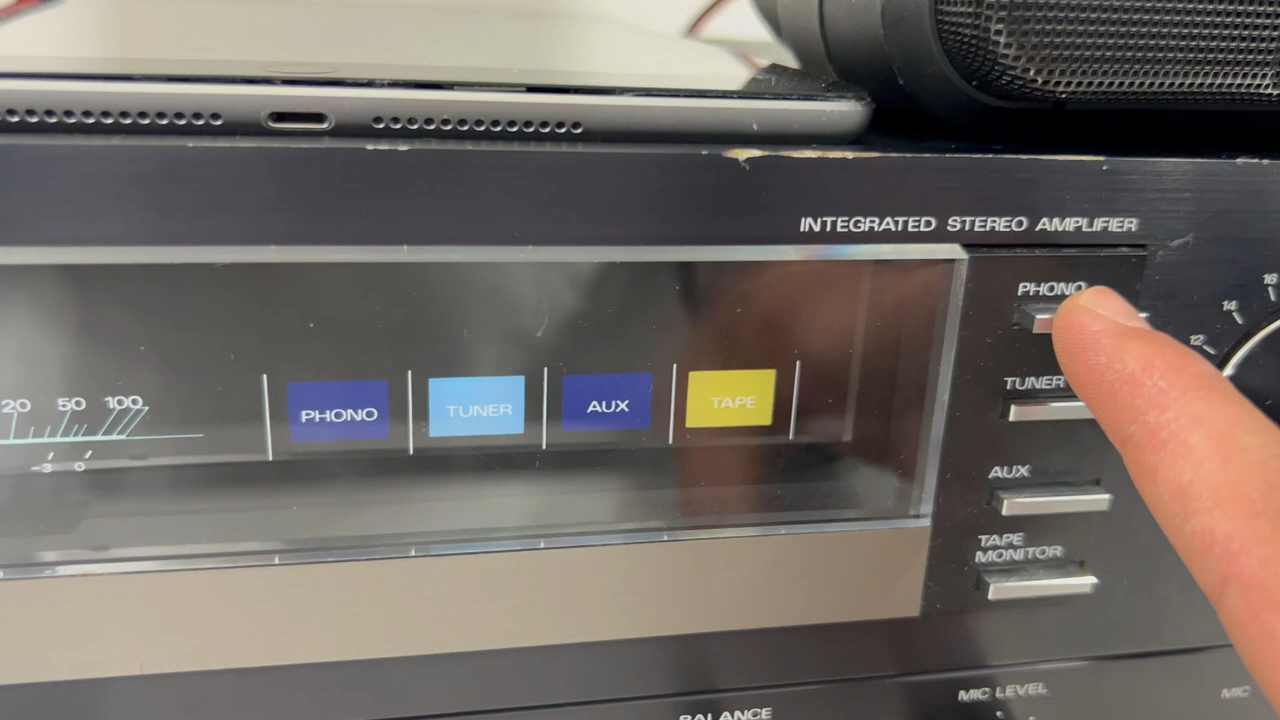 INTEGRATED STEREO AMPLIFIER
PHONO
16
14
12
TUNER
20 50 100
PHONO TUNER AUX TAPE
-3 0
AUX
TAPE
MONITOR
MIC LEVEL MIC
BALANCE